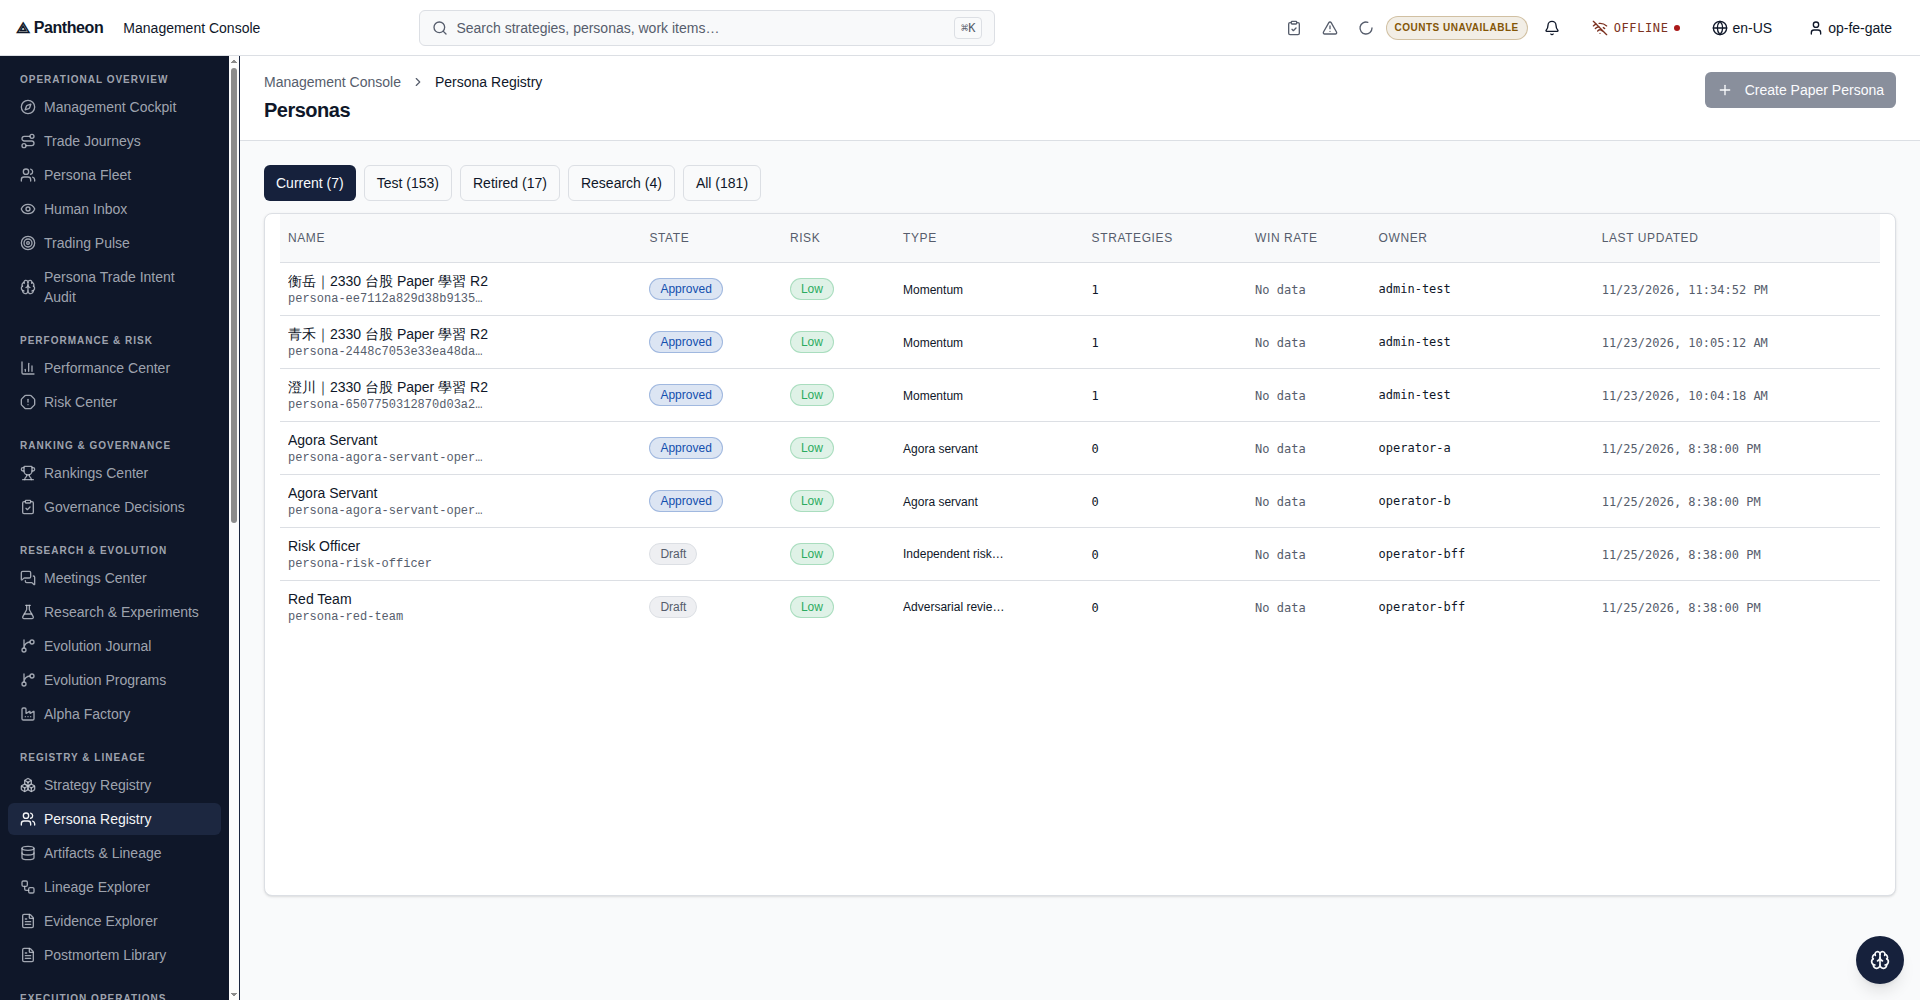 Pantheon
Management Console
Search strategies, personas, work items…
⌘K
COUNTS UNAVAILABLE
OFFLINE
en-US
op-fe-gate
OPERATIONAL OVERVIEW
Management Cockpit
Trade Journeys
Persona Fleet
Human Inbox
Trading Pulse
Persona Trade Intent
Audit
PERFORMANCE & RISK
Performance Center
Risk Center
RANKING & GOVERNANCE
Rankings Center
Governance Decisions
RESEARCH & EVOLUTION
Meetings Center
Research & Experiments
Evolution Journal
Evolution Programs
Alpha Factory
REGISTRY & LINEAGE
Strategy Registry
Persona Registry
Artifacts & Lineage
Lineage Explorer
Evidence Explorer
Postmortem Library
EXECUTION OPERATIONS
Management Console > Persona Registry
Personas
Create Paper Persona
Current (7) Test (153) Retired (17) Research (4) All (181)
NAME STATE RISK TYPE STRATEGIES WIN RATE OWNER LAST UPDATED
衡岳｜2330 台股 Paper 學習 R2
persona-ee7112a829d38b9135…
Approved Low Momentum 1 No data admin-test 11/23/2026, 11:34:52 PM
青禾｜2330 台股 Paper 學習 R2
persona-2448c7053e33ea48da…
Approved Low Momentum 1 No data admin-test 11/23/2026, 10:05:12 AM
澄川｜2330 台股 Paper 學習 R2
persona-6507750312870d03a2…
Approved Low Momentum 1 No data admin-test 11/23/2026, 10:04:18 AM
Agora Servant
persona-agora-servant-oper…
Approved Low Agora servant 0 No data operator-a 11/25/2026, 8:38:00 PM
Agora Servant
persona-agora-servant-oper…
Approved Low Agora servant 0 No data operator-b 11/25/2026, 8:38:00 PM
Risk Officer
persona-risk-officer
Draft Low Independent risk… 0 No data operator-bff 11/25/2026, 8:38:00 PM
Red Team
persona-red-team
Draft Low Adversarial revie… 0 No data operator-bff 11/25/2026, 8:38:00 PM